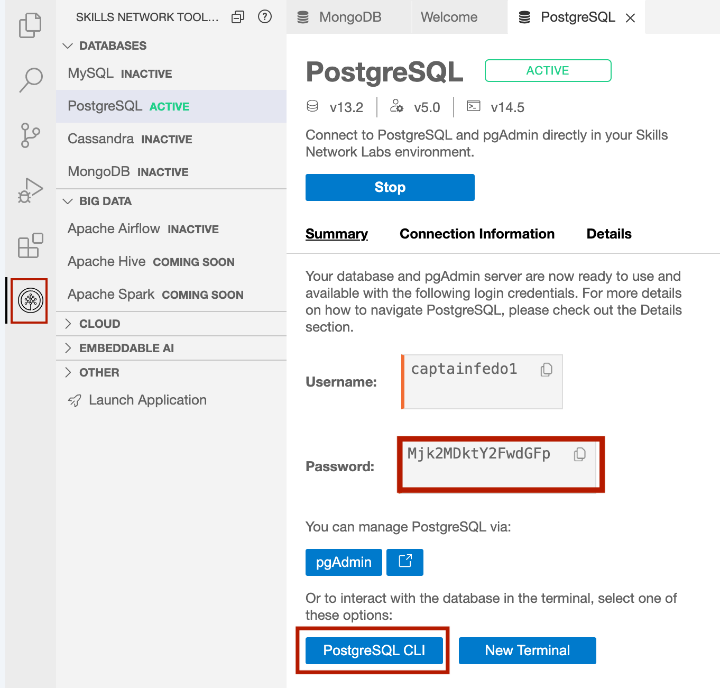 SKILLS NETWORK TOOL...
DATABASES
MySQL INACTIVE
PostgreSQL ACTIVE
Cassandra INACTIVE
MongoDB INACTIVE
BIG DATA
Apache Airflow INACTIVE
Apache Hive COMING SOON
Apache Spark COMING SOON
CLOUD
EMBEDDABLE AI
OTHER
Launch Application
MongoDB Welcome PostgreSQL
PostgreSQL ACTIVE
v13.2 v5.0 v14.5
Connect to PostgreSQL and pgAdmin directly in your Skills
Network Labs environment.
Stop
Summary Connection Information Details
Your database and pgAdmin server are now ready to use and
available with the following login credentials. For more details
on how to navigate PostgreSQL, please check out the Details
section.
Username: captainfedo1
Password: Mjk2MDktY2FwdGFp
You can manage PostgreSQL via:
pgAdmin
Or to interact with the database in the terminal, select one of
these options:
PostgreSQL CLI New Terminal